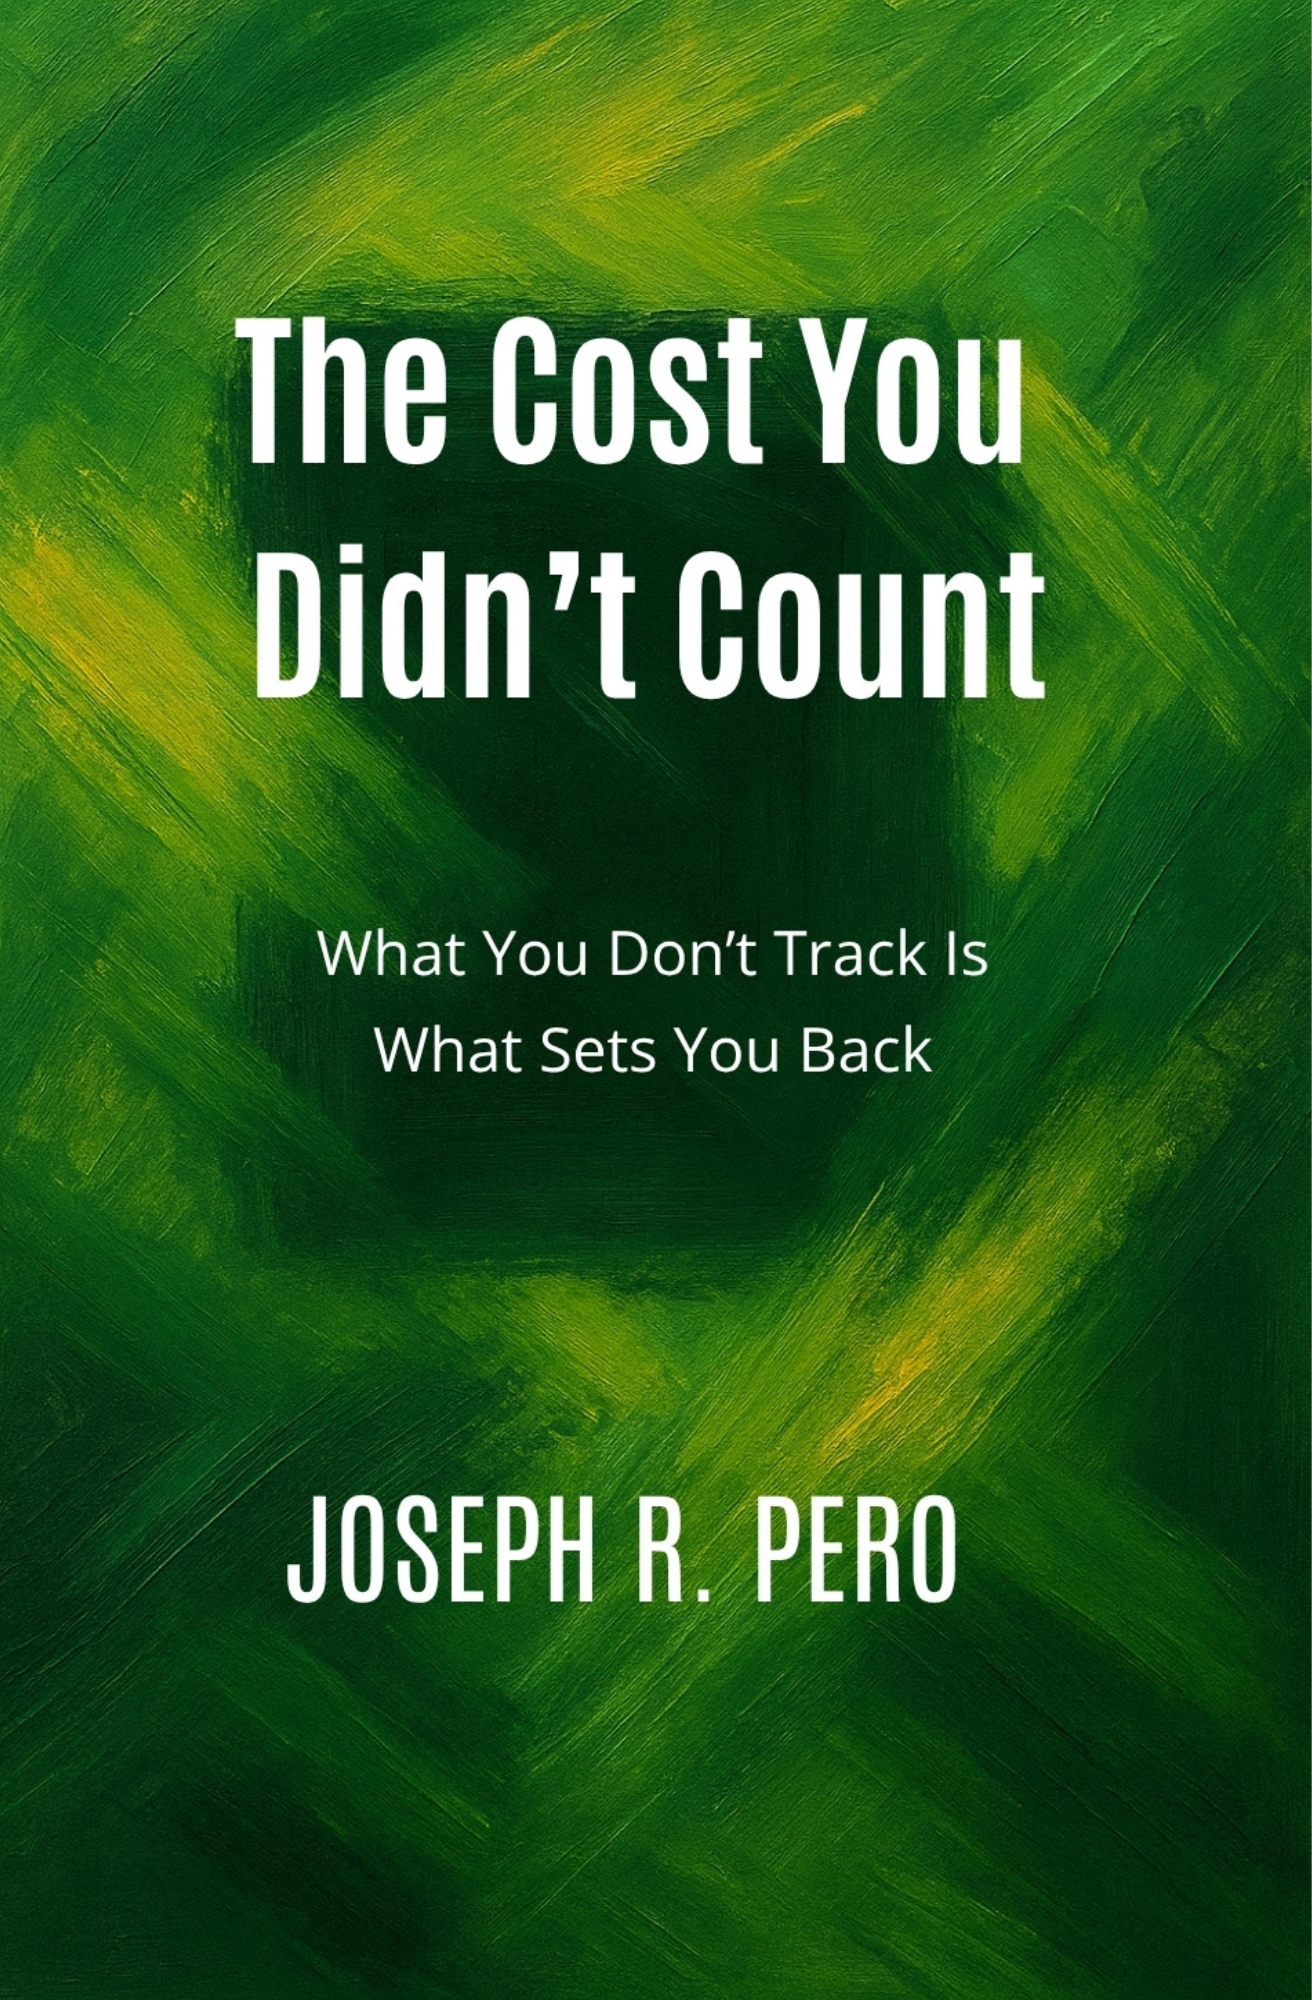 The Cost You
Didn’t Count
What You Don’t Track Is
What Sets You Back
JOSEPH R. PERO